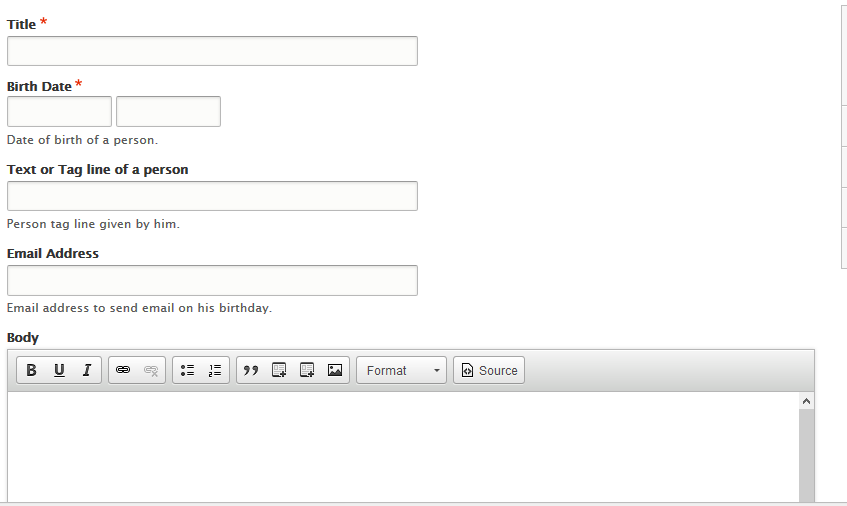 Title *
Birth Date *
Date of birth of a person.
Text or Tag line of a person
Person tag line given by him.
Email Address
Email address to send email on his birthday.
Body
B U I Format Source